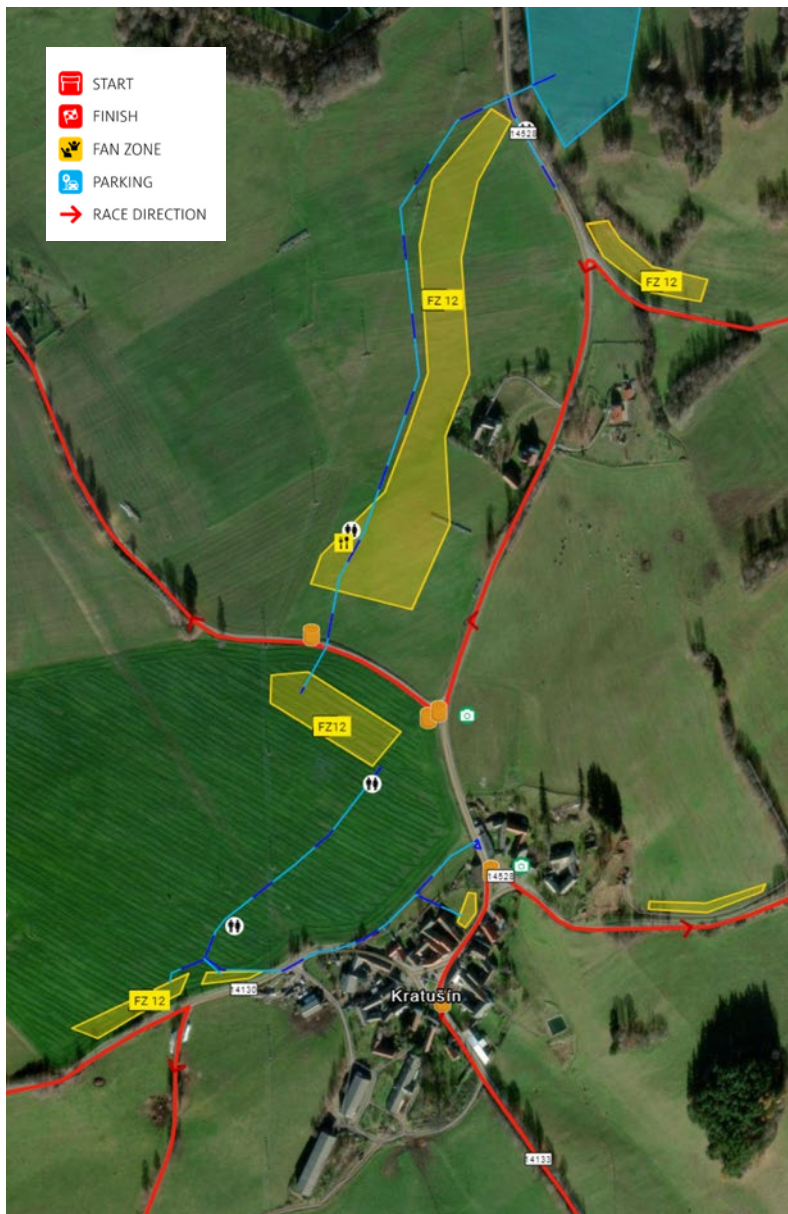 START
FINISH
FAN ZONE
PARKING
RACE DIRECTION
14528
FZ 12
FZ 12
FZ12
14528
FZ 12
14130
Kratušín
14133